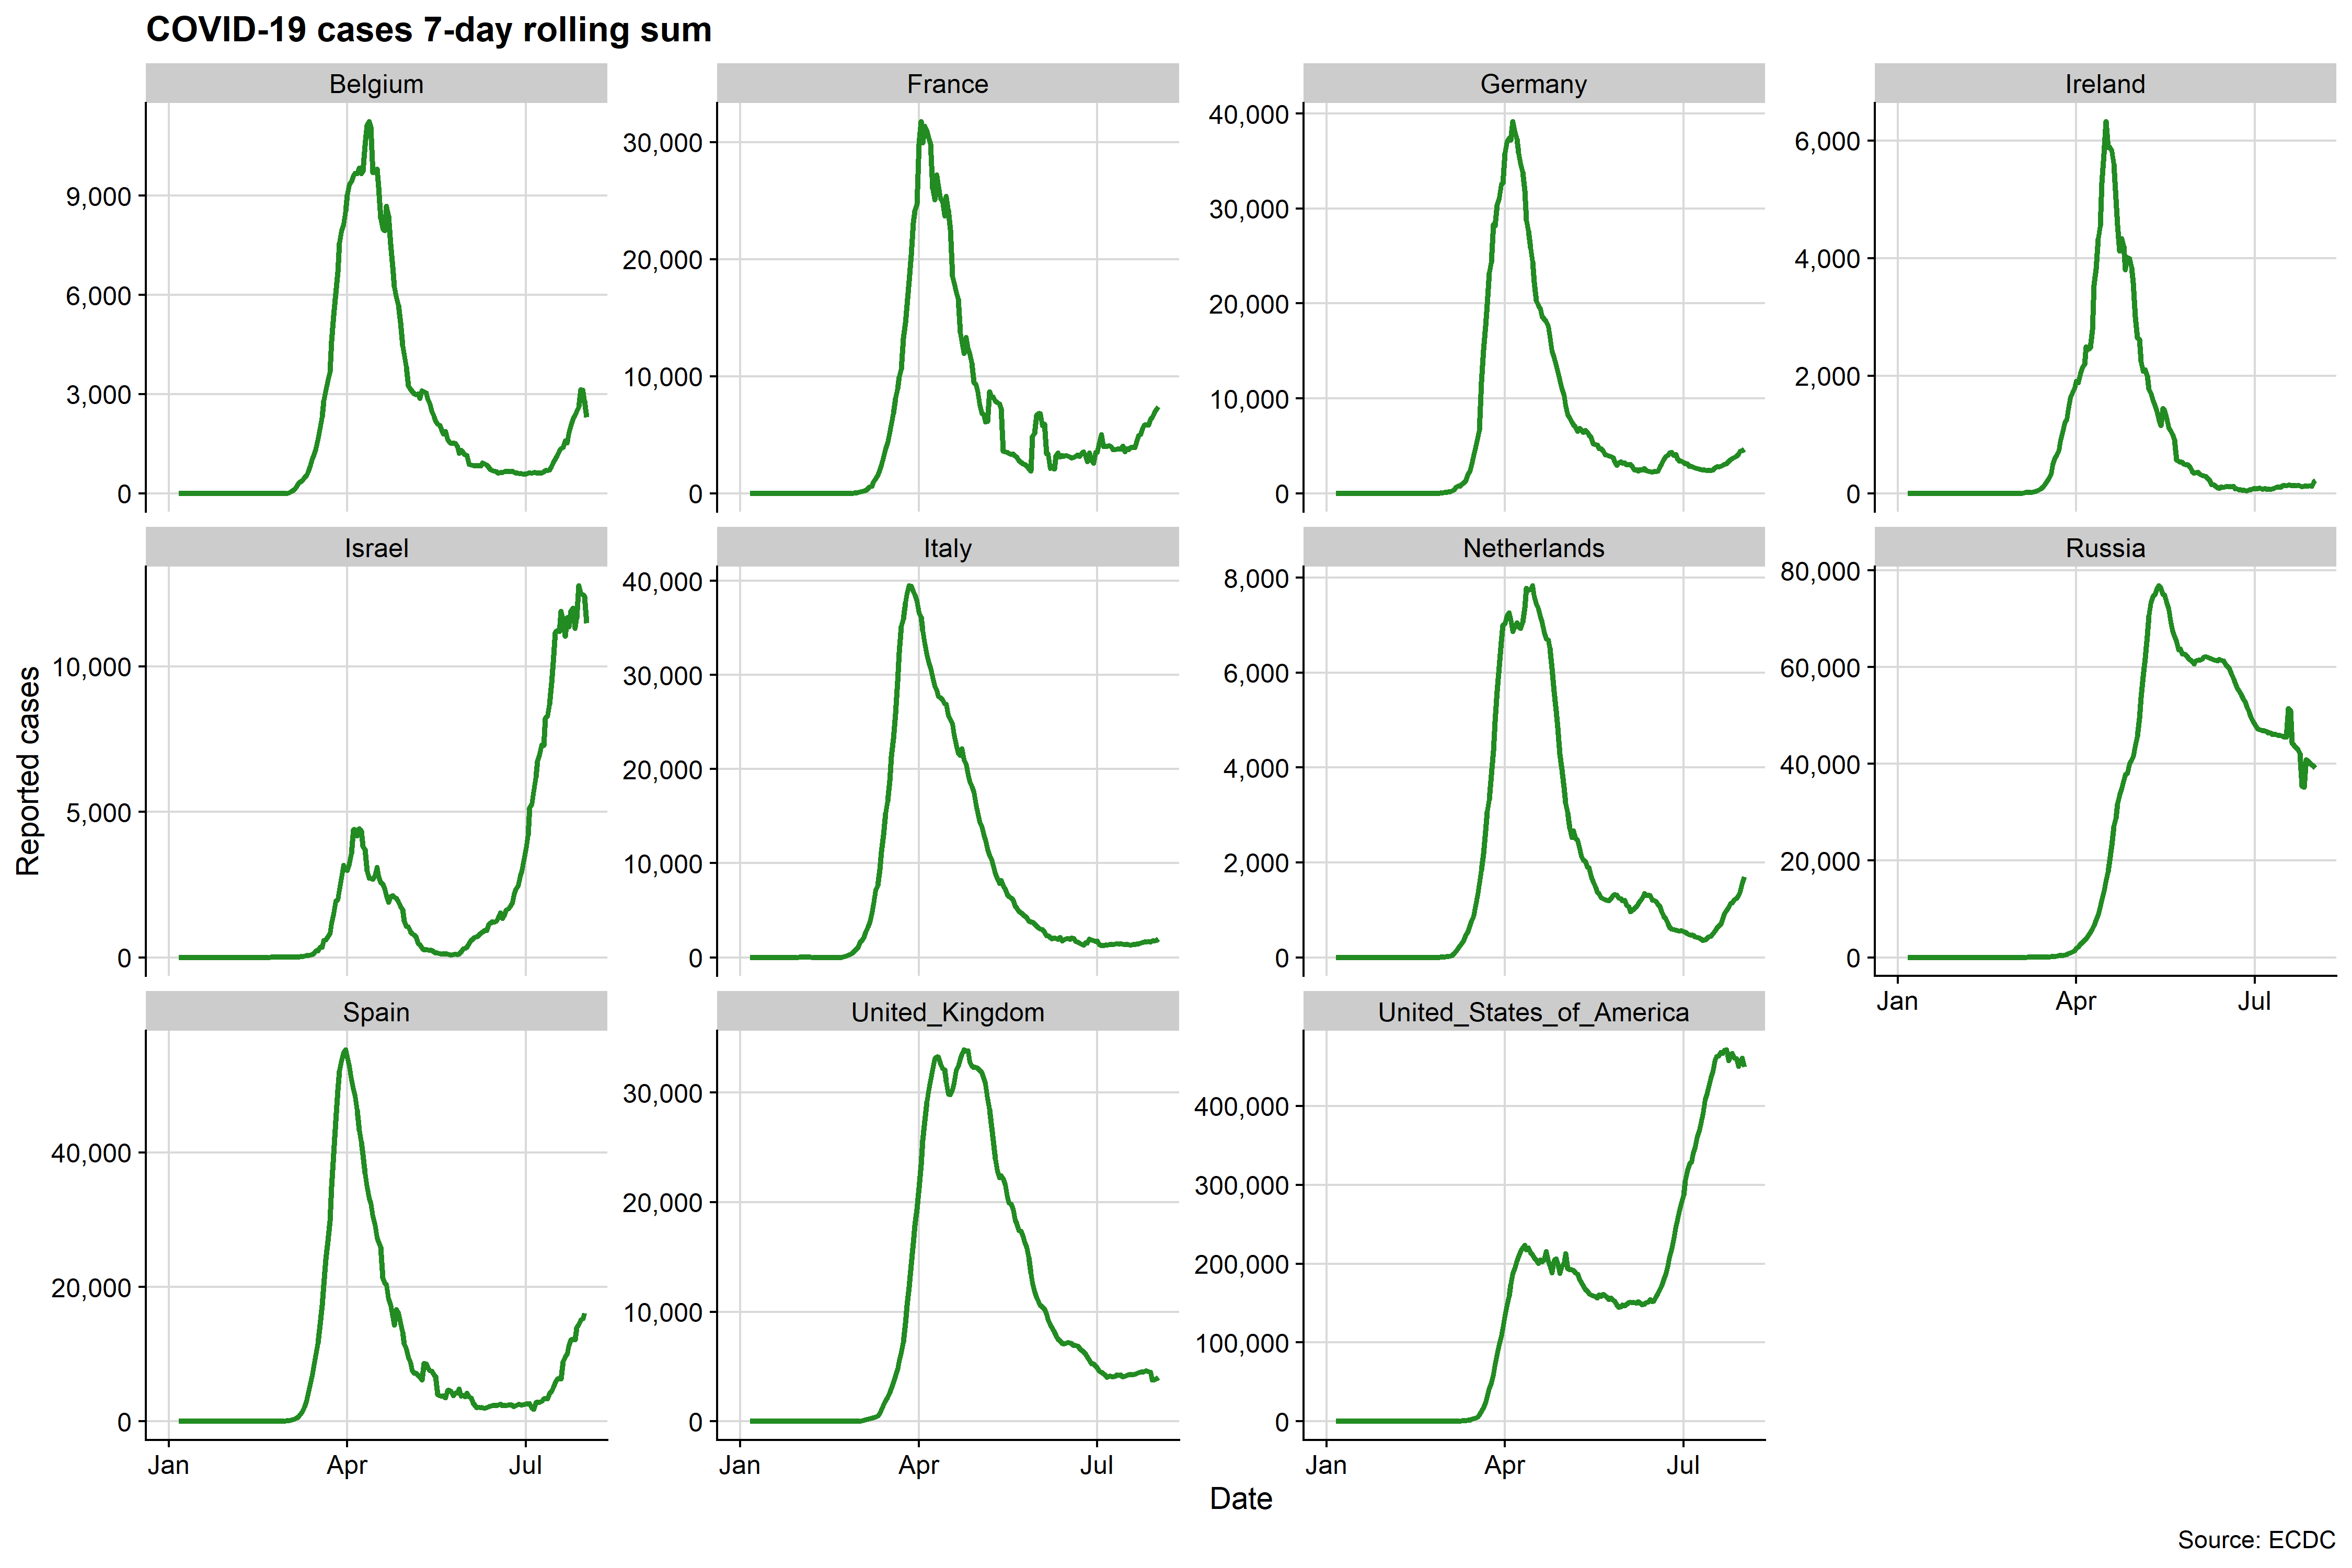 COVID-19 cases 7-day rolling sum
Belgium
France
Germany
Ireland
9,000
6,000
3,000
0
30,000
20,000
10,000
0
40,000
30,000
20,000
10,000
0
6,000
4,000
2,000
0
Israel
Italy
Netherlands
Russia
10,000
5,000
0
40,000
30,000
20,000
10,000
0
8,000
6,000
4,000
2,000
0
80,000
60,000
40,000
20,000
0
Jan
Apr
Jul
Reported cases
Spain
United_Kingdom
United_States_of_America
40,000
20,000
0
Jan
Apr
Jul
30,000
20,000
10,000
0
Jan
Apr
Jul
400,000
300,000
200,000
100,000
0
Jan
Apr
Jul
Date
Source: ECDC